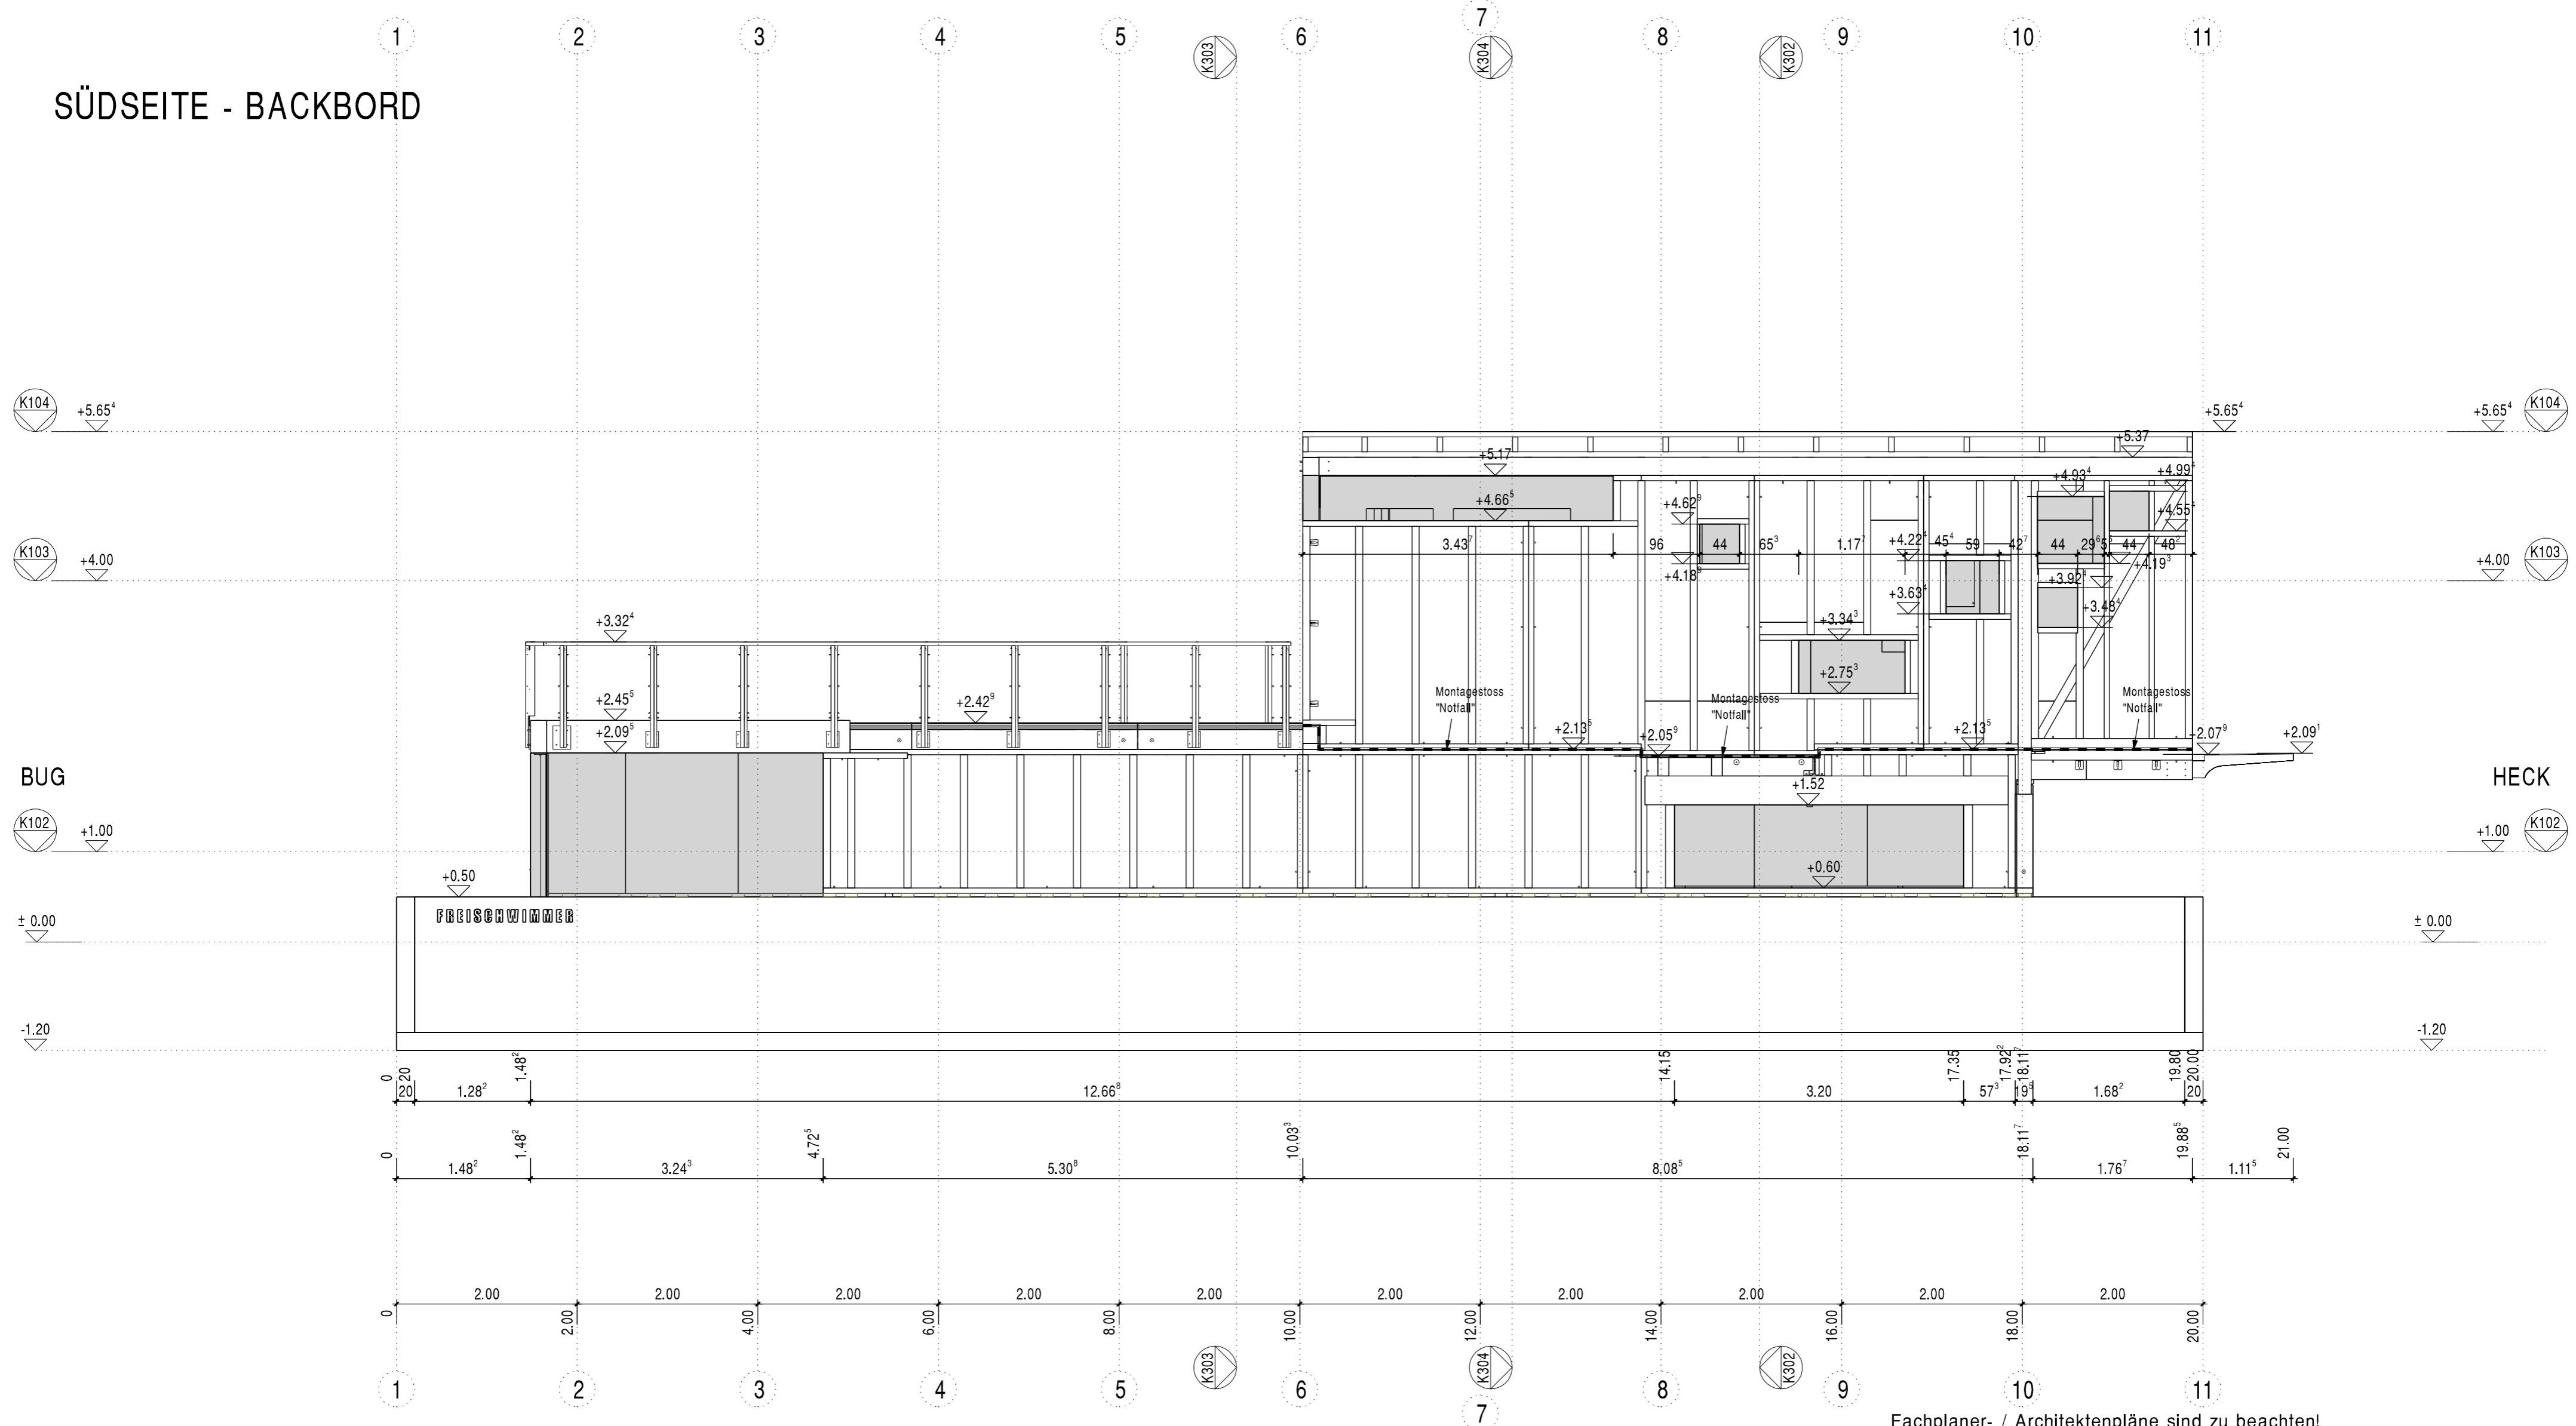 1 2 3 4 5 6 7 8 9 10 11
K303 K304 K302
SÜDSEITE - BACKBORD
K104 +5.65⁴ +5.65⁴ +5.65⁴ K104
+5.37
+5.17
+4.99
+4.93⁴
+4.66⁵
+4.62⁹
+4.55
3.43⁷ 96 44 65³ 1.17⁷ +4.22⁴ 45⁴ 59 42⁷ 44 29⁶ 5 44 48²
K103 +4.00 +4.18⁹ +4.19³ +4.00 K103
+3.92⁴
+3.63⁴
+3.48⁴
+3.32⁴ +3.34³
+2.75³
+2.45⁵ +2.42⁹
Montagestoss
"Notfall"
Montagestoss
"Notfall"
Montagestoss
"Notfall"
+2.09⁵ +2.13⁵ +2.05⁹ +2.13⁵ +2.07⁹ +2.09¹
BUG HECK
+1.52
K102 +1.00 +1.00 K102
+0.50 +0.60
FREISCHWIMMER
± 0.00 ± 0.00
-1.20 -1.20
0 20 1.48² 14.15 17.35 17.92² 18.11⁷ 19.80 20.00
20 1.28² 12.66⁸ 3.20 57³ 19⁵ 1.68² 20
0 1.48² 4.72⁵ 10.03³ 18.11⁷ 19.88⁵ 21.00
1.48² 3.24³ 5.30⁸ 8.08⁵ 1.76⁷ 1.11⁵
2.00 2.00 2.00 2.00 2.00 2.00 2.00 2.00 2.00 2.00
0 2.00 4.00 6.00 8.00 10.00 12.00 14.00 16.00 18.00 20.00
K303 K304 K302
1 2 3 4 5 6 7 8 9 10 11
Fachplaner- / Architektenpläne sind zu beachten!